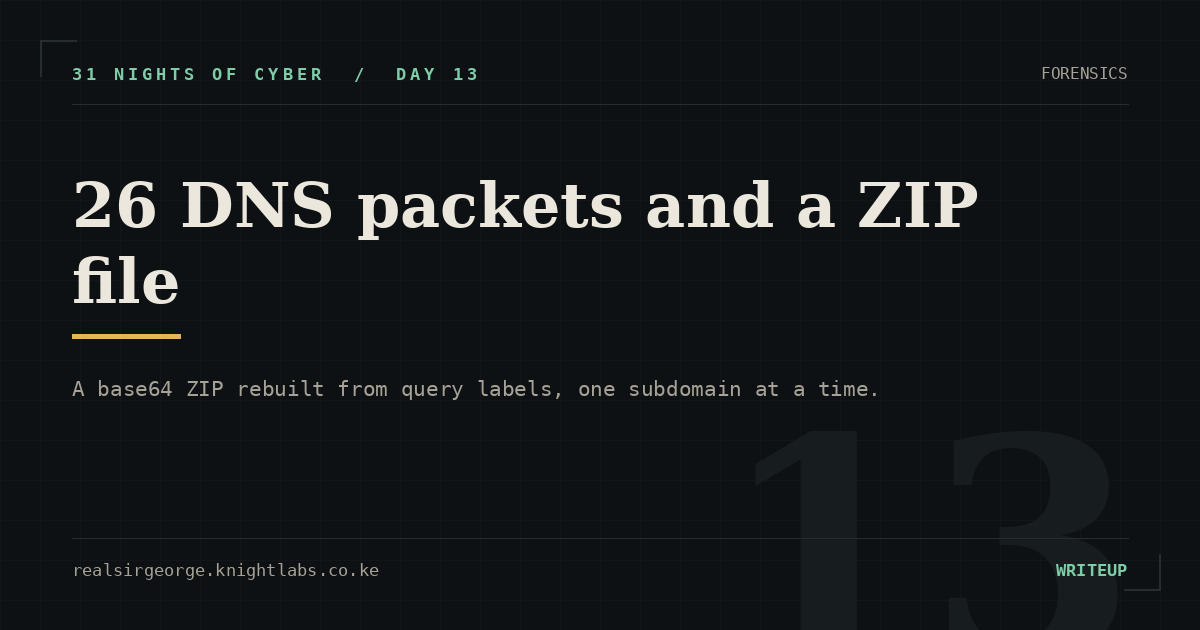 31 NIGHTS OF CYBER / DAY 13
FORENSICS
26 DNS packets and a ZIP
file
A base64 ZIP rebuilt from query labels, one subdomain at a time.
13
realsirgeorge.knightlabs.co.ke
WRITEUP